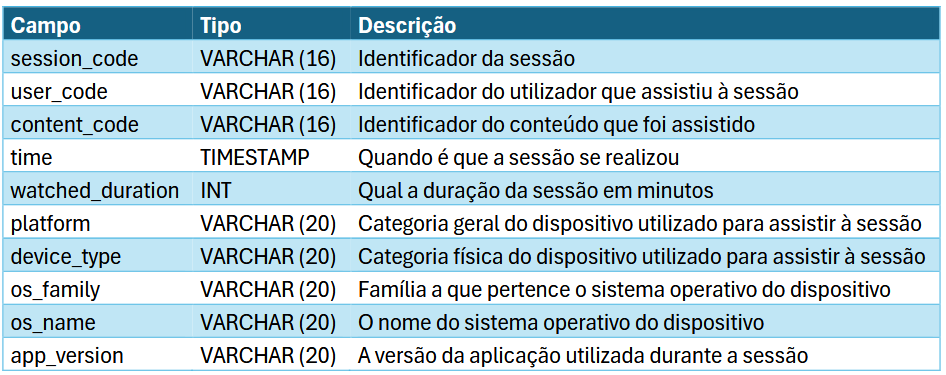 Campo Tipo Descrição
session_code VARCHAR (16) Identificador da sessão
user_code VARCHAR (16) Identificador do utilizador que assistiu à sessão
content_code VARCHAR (16) Identificador do conteúdo que foi assistido
time TIMESTAMP Quando é que a sessão se realizou
watched_duration INT Qual a duração da sessão em minutos
platform VARCHAR (20) Categoria geral do dispositivo utilizado para assistir à sessão
device_type VARCHAR (20) Categoria física do dispositivo utilizado para assistir à sessão
os_family VARCHAR (20) Família a que pertence o sistema operativo do dispositivo
os_name VARCHAR (20) O nome do sistema operativo do dispositivo
app_version VARCHAR (20) A versão da aplicação utilizada durante a sessão